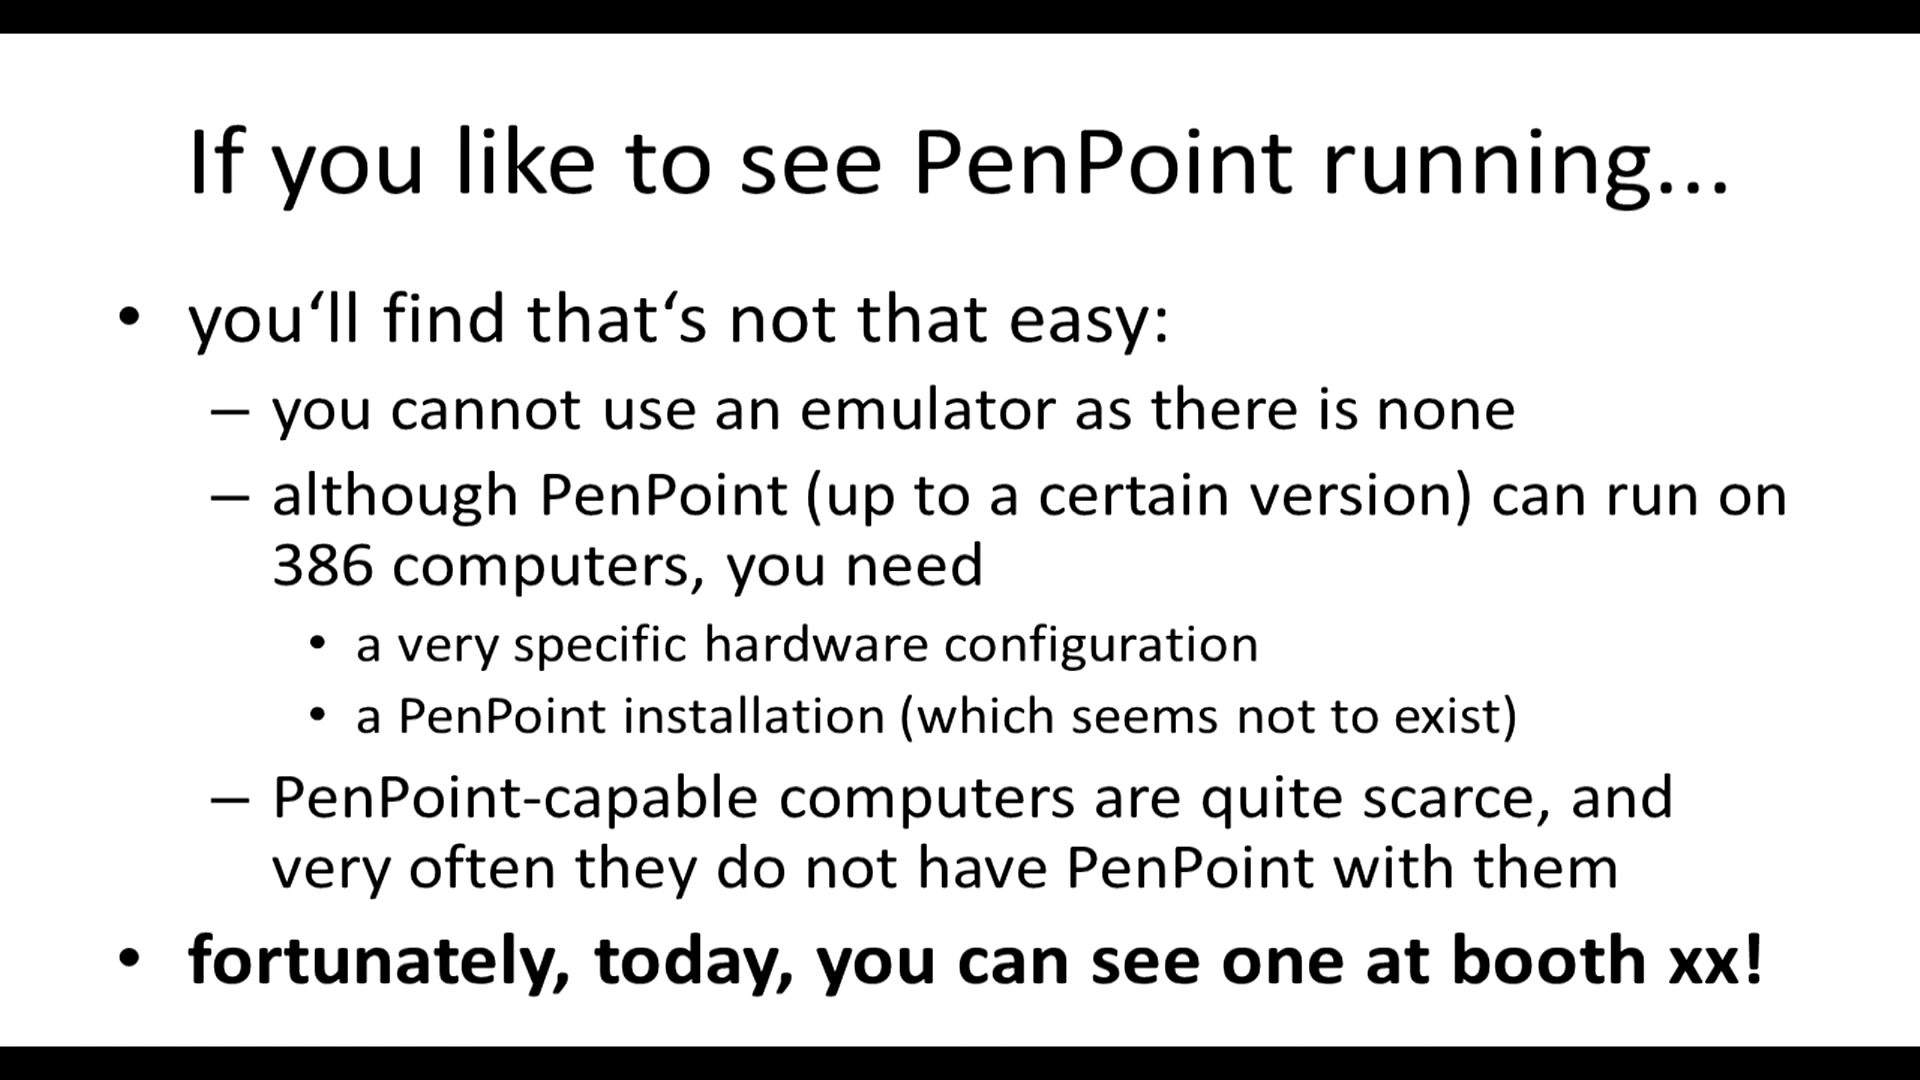 If you like to see PenPoint running...
• you‘ll find that‘s not that easy:
– you cannot use an emulator as there is none
– although PenPoint (up to a certain version) can run on
386 computers, you need
• a very specific hardware configuration
• a PenPoint installation (which seems not to exist)
– PenPoint-capable computers are quite scarce, and
very often they do not have PenPoint with them
• fortunately, today, you can see one at booth xx!